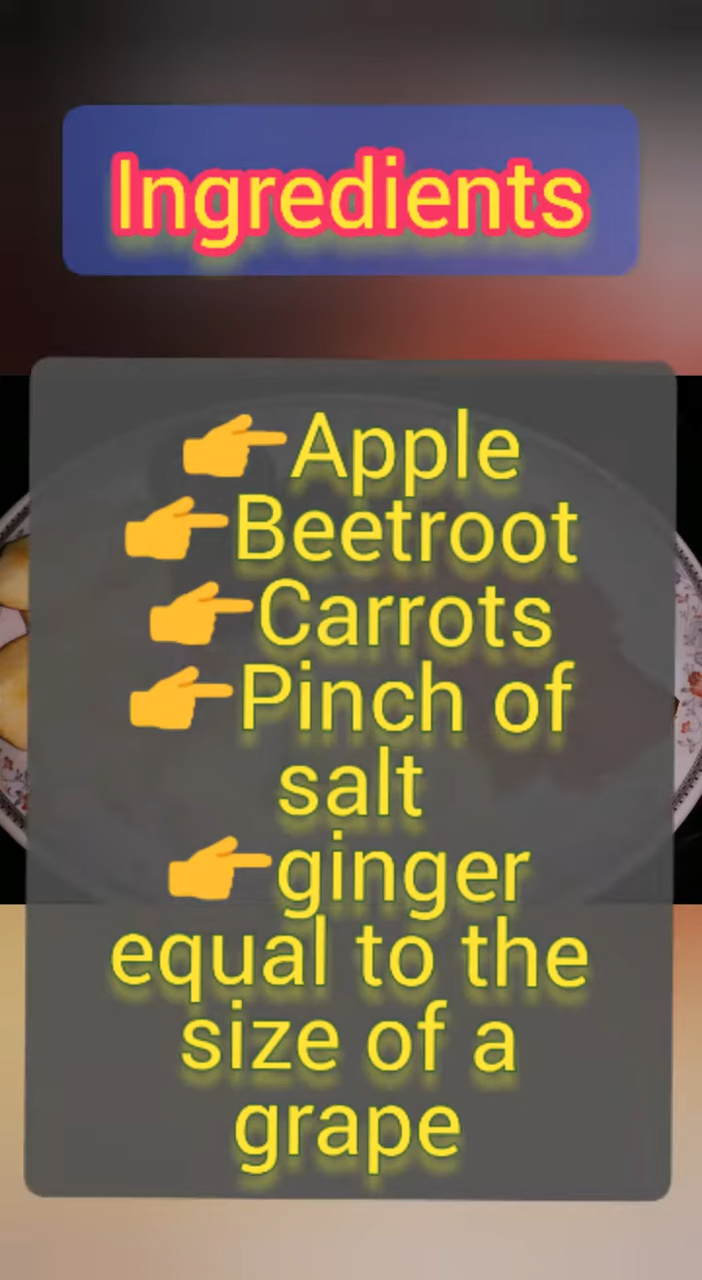 Ingredients
👉Apple
👉Beetroot
👉Carrots
👉Pinch of
salt
👉ginger
equal to the
size of a
grape